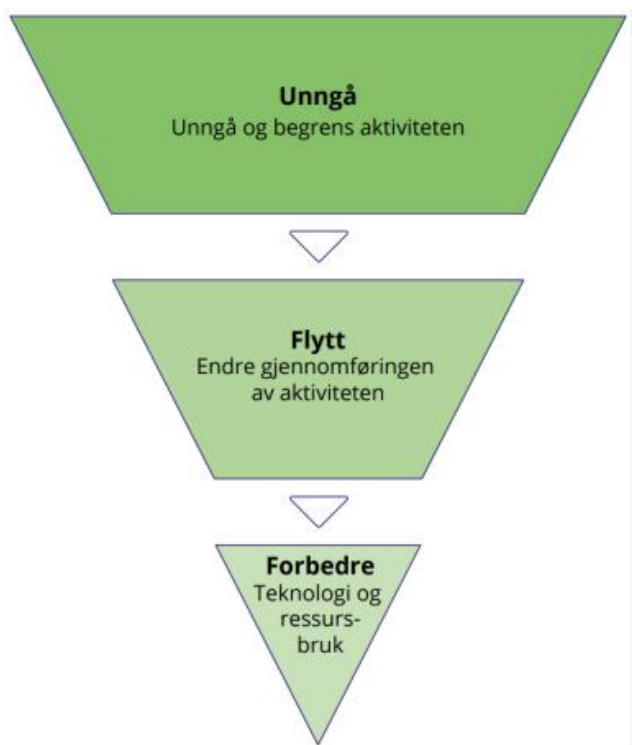 Unngå
Unngå og begrens aktiviteten
Flytt
Endre gjennomføringen
av aktiviteten
Forbedre
Teknologi og
ressurs-
bruk